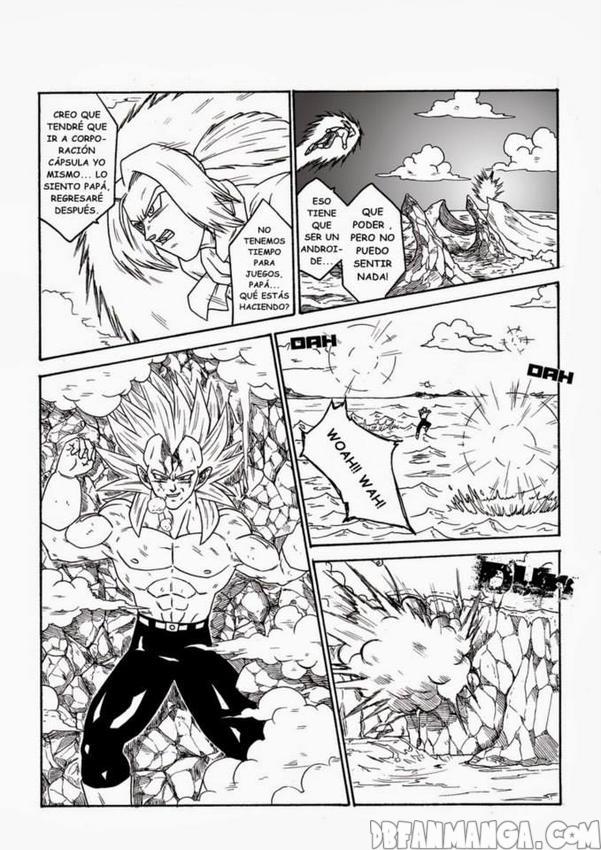 CREO QUE
TENDRÉ QUE
IR A CORPO-
RACIÓN
CÁPSULA YO
MISMO... LO
SIENTO PAPÁ,
REGRESARÉ
DESPUÉS.
NO
TENEMOS
TIEMPO
PARA
JUEGOS,
PAPÁ...
QUÉ ESTÁS
HACIENDO?
ESO
TIENE
QUE
SER UN
ANDROI-
DE...
QUE
PODER ,
PERO NO
PUEDO
SENTIR
NADA!
DAH
DAH
WOAH!! WAH!
DBFANMANGA.COM